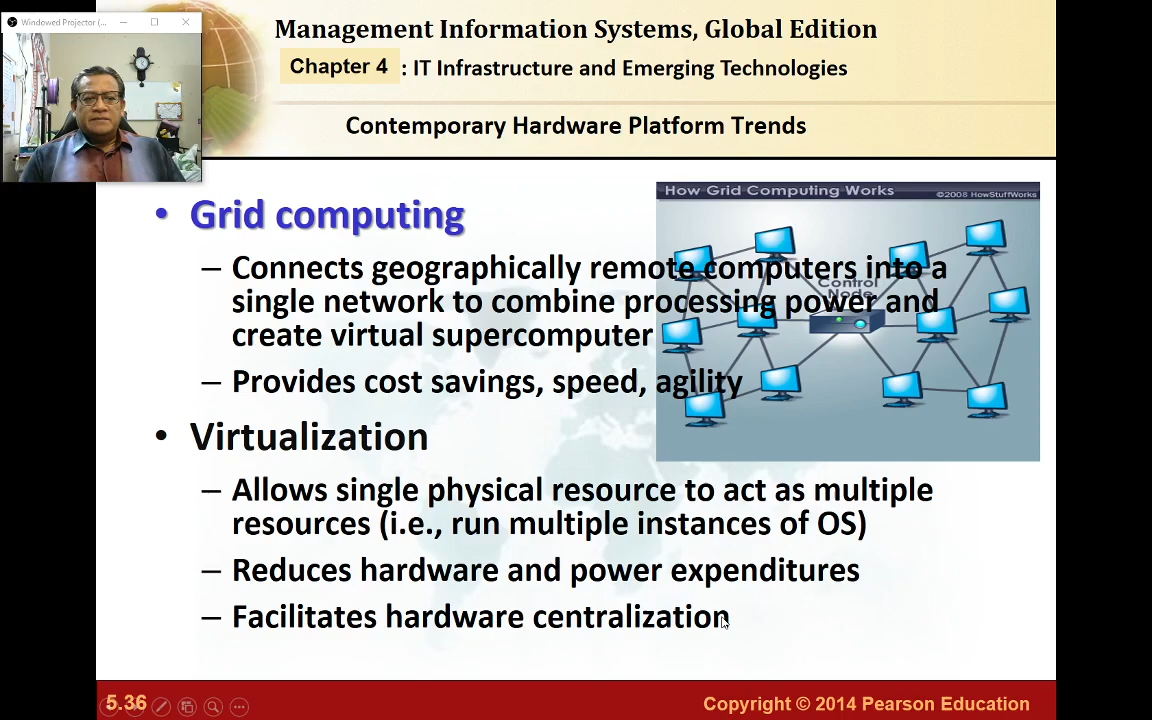 Windowed Projector (...
Management Information Systems, Global Edition
Chapter 4 : IT Infrastructure and Emerging Technologies
Contemporary Hardware Platform Trends
How Grid Computing Works
©2008 HowStuffWorks
• Grid computing
– Connects geographically remote computers into a
single network to combine processing power and
create virtual supercomputer
– Provides cost savings, speed, agility
Control
Node
• Virtualization
– Allows single physical resource to act as multiple
resources (i.e., run multiple instances of OS)
– Reduces hardware and power expenditures
– Facilitates hardware centralization
5.36
Copyright © 2014 Pearson Education